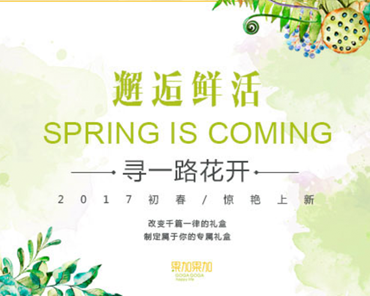 邂逅鲜活
SPRING IS COMING
寻一路花开
2017初春/惊艳上新
改变千篇一律的礼盒
制定属于你的专属礼盒
果加果加